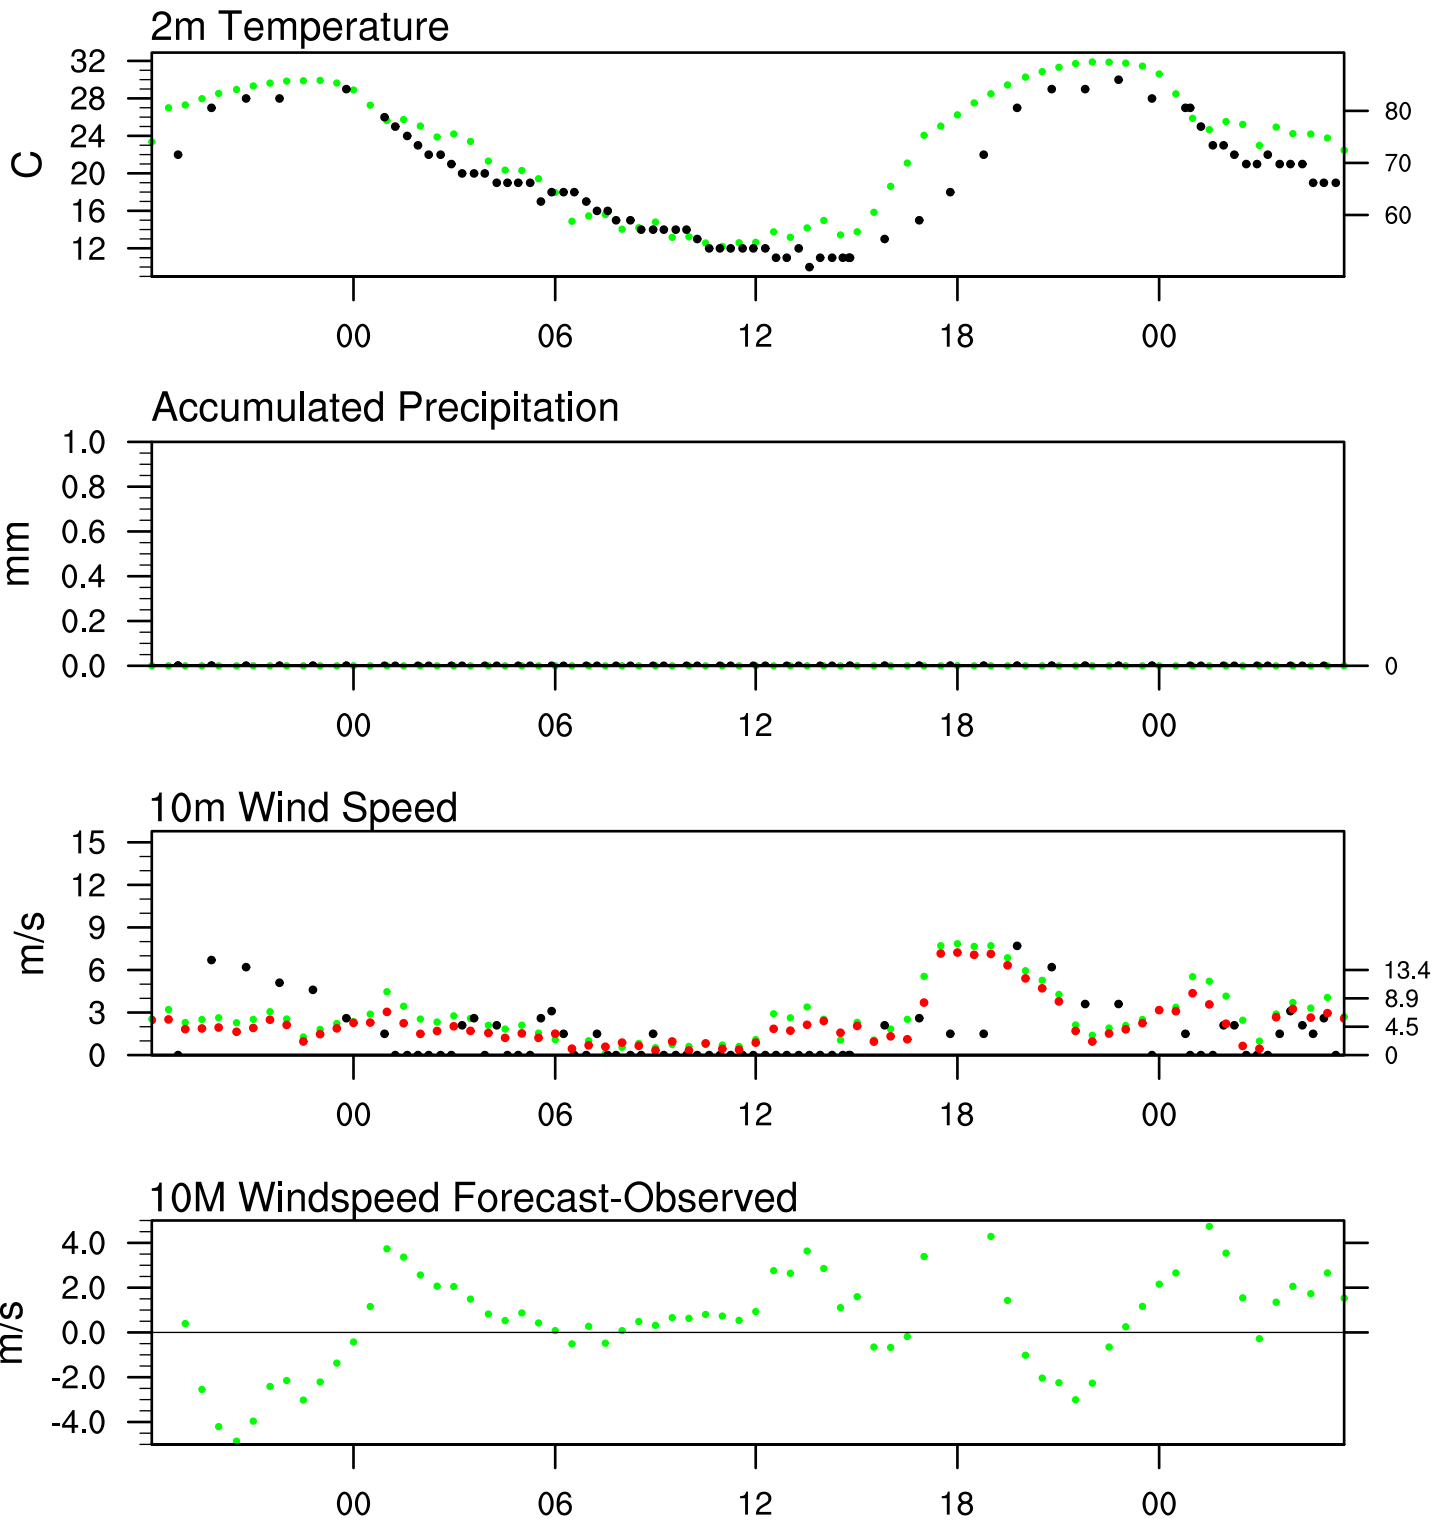 2m Temperature
32
28
24
20
16
12
C
80
70
60
00 06 12 18 00
Accumulated Precipitation
1.0
0.8
0.6
0.4
0.2
0.0
mm
0
00 06 12 18 00
10m Wind Speed
15
12
9
6
3
0
m/s
13.4
8.9
4.5
0
00 06 12 18 00
10M Windspeed Forecast-Observed
4.0
2.0
0.0
-2.0
-4.0
m/s
00 06 12 18 00